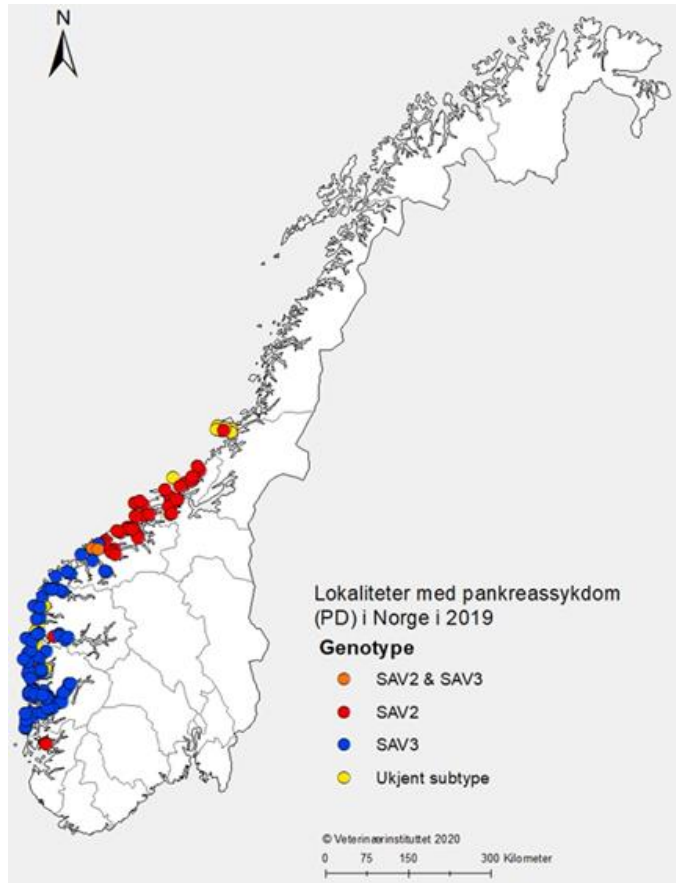 N
Lokaliteter med pankreassykdom
(PD) i Norge i 2019
Genotype
SAV2 & SAV3
SAV2
SAV3
Ukjent subtype
© Veterinærinstituttet 2020
0 75 150 300 Kilometer